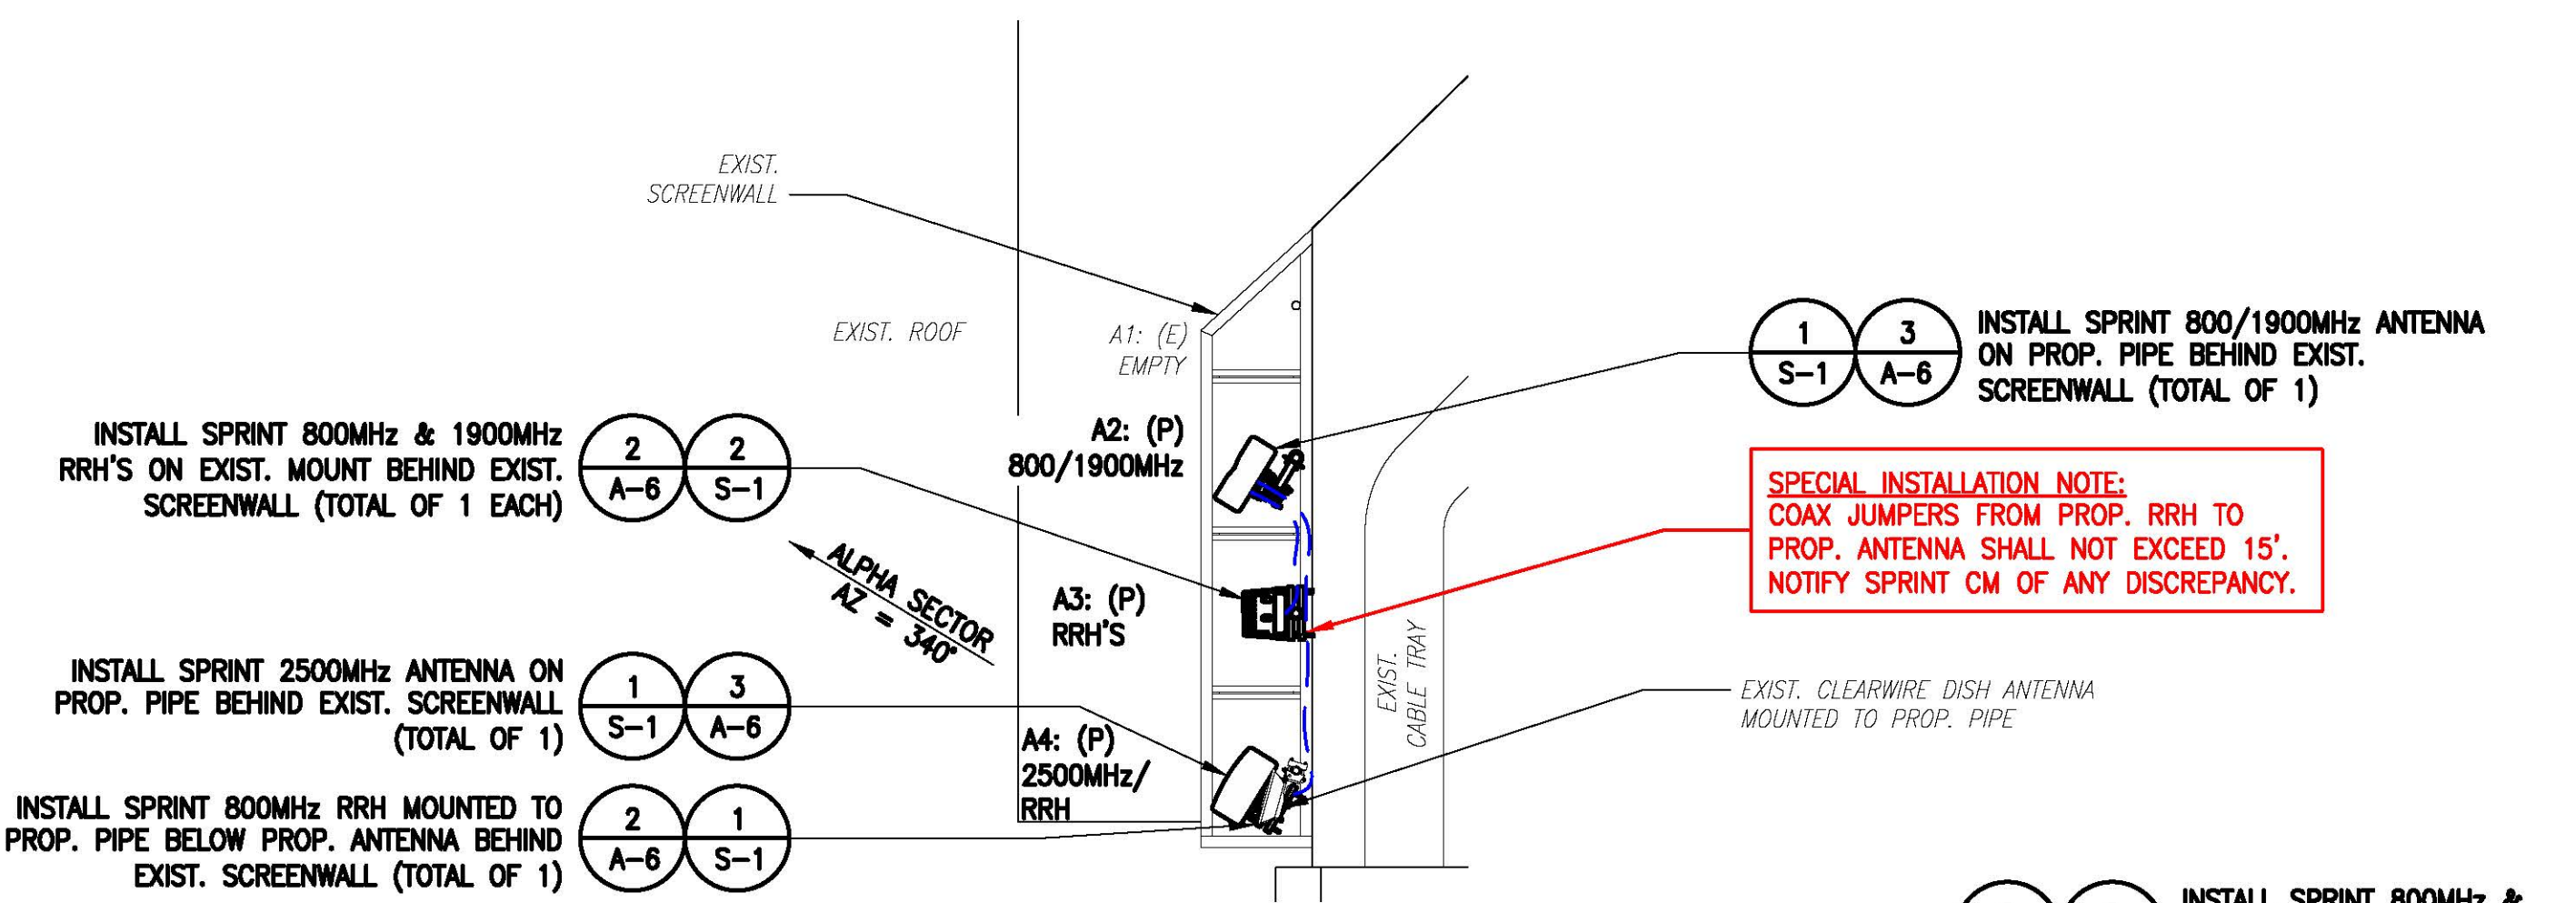 EXIST.
SCREENWALL
EXIST. ROOF
A1: (E)
EMPTY
1
S-1
3
A-6
INSTALL SPRINT 800/1900MHz ANTENNA
ON PROP. PIPE BEHIND EXIST.
SCREENWALL (TOTAL OF 1)
INSTALL SPRINT 800MHz & 1900MHz
RRH'S ON EXIST. MOUNT BEHIND EXIST.
SCREENWALL (TOTAL OF 1 EACH)
2
A-6
2
S-1
A2: (P)
800/1900MHz
SPECIAL INSTALLATION NOTE:
COAX JUMPERS FROM PROP. RRH TO
PROP. ANTENNA SHALL NOT EXCEED 15'.
NOTIFY SPRINT CM OF ANY DISCREPANCY.
ALPHA SECTOR
AZ = 340°
A3: (P)
RRH'S
EXIST.
CABLE TRAY
INSTALL SPRINT 2500MHz ANTENNA ON
PROP. PIPE BEHIND EXIST. SCREENWALL
(TOTAL OF 1)
1
S-1
3
A-6
EXIST. CLEARWIRE DISH ANTENNA
MOUNTED TO PROP. PIPE
A4: (P)
2500MHz/
RRH
INSTALL SPRINT 800MHz RRH MOUNTED TO
PROP. PIPE BELOW PROP. ANTENNA BEHIND
EXIST. SCREENWALL (TOTAL OF 1)
2
A-6
1
S-1
INSTALL SPRINT 800MHz &